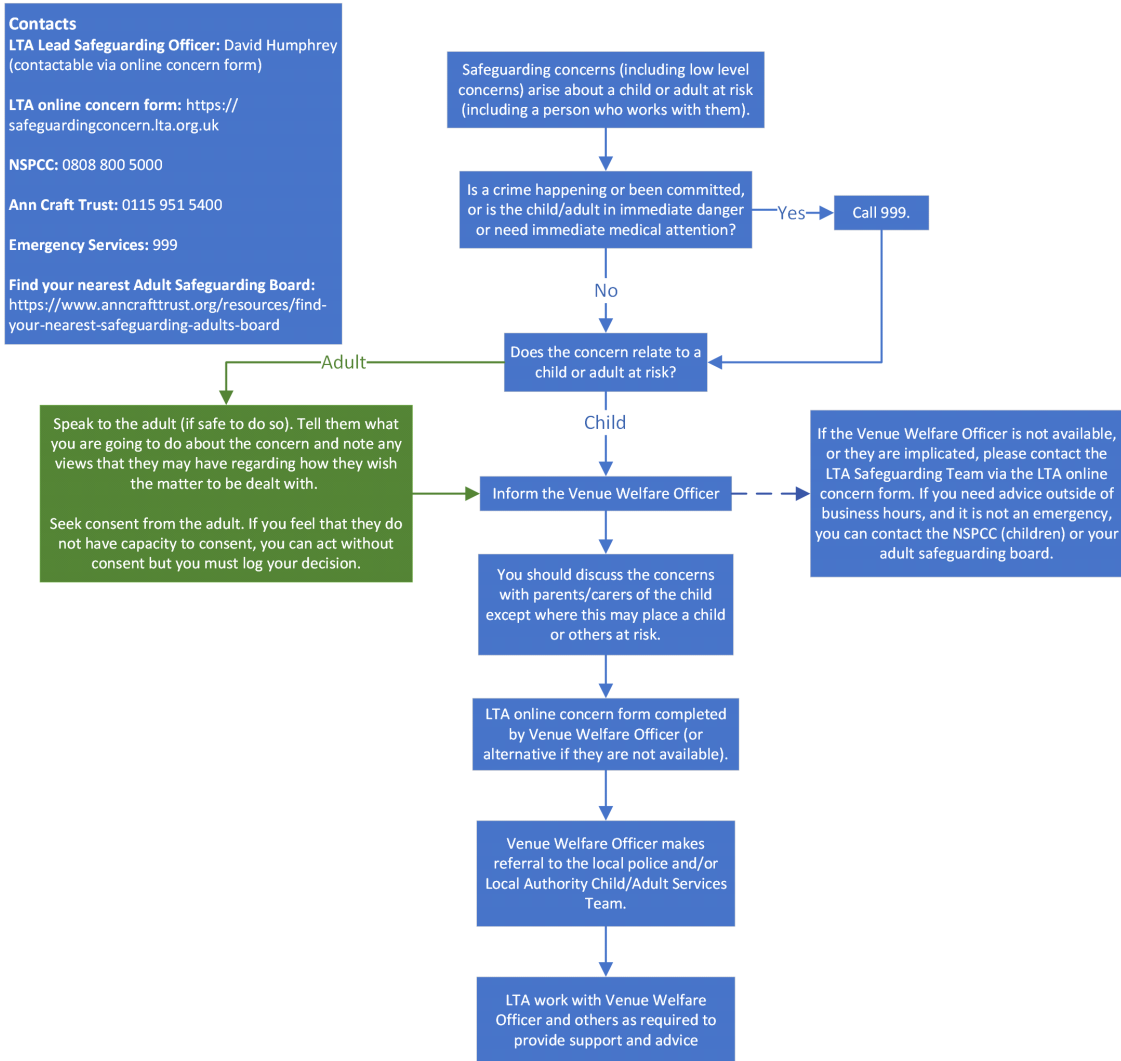 Contacts
LTA Lead Safeguarding Officer: David Humphrey
(contactable via online concern form)
LTA online concern form: https://
safeguardingconcern.lta.org.uk
NSPCC: 0808 800 5000
Ann Craft Trust: 0115 951 5400
Emergency Services: 999
Find your nearest Adult Safeguarding Board:
https://www.anncrafttrust.org/resources/find-
your-nearest-safeguarding-adults-board
Safeguarding concerns (including low level
concerns) arise about a child or adult at risk
(including a person who works with them).
Is a crime happening or been committed,
or is the child/adult in immediate danger
or need immediate medical attention?
Yes
Call 999.
No
Does the concern relate to a
child or adult at risk?
Adult
Speak to the adult (if safe to do so). Tell them what
you are going to do about the concern and note any
views that they may have regarding how they wish
the matter to be dealt with.
Seek consent from the adult. If you feel that they do
not have capacity to consent, you can act without
consent but you must log your decision.
Child
Inform the Venue Welfare Officer
If the Venue Welfare Officer is not available,
or they are implicated, please contact the
LTA Safeguarding Team via the LTA online
concern form. If you need advice outside of
business hours, and it is not an emergency,
you can contact the NSPCC (children) or your
adult safeguarding board.
You should discuss the concerns
with parents/carers of the child
except where this may place a child
or others at risk.
LTA online concern form completed
by Venue Welfare Officer (or
alternative if they are not available).
Venue Welfare Officer makes
referral to the local police and/or
Local Authority Child/Adult Services
Team.
LTA work with Venue Welfare
Officer and others as required to
provide support and advice